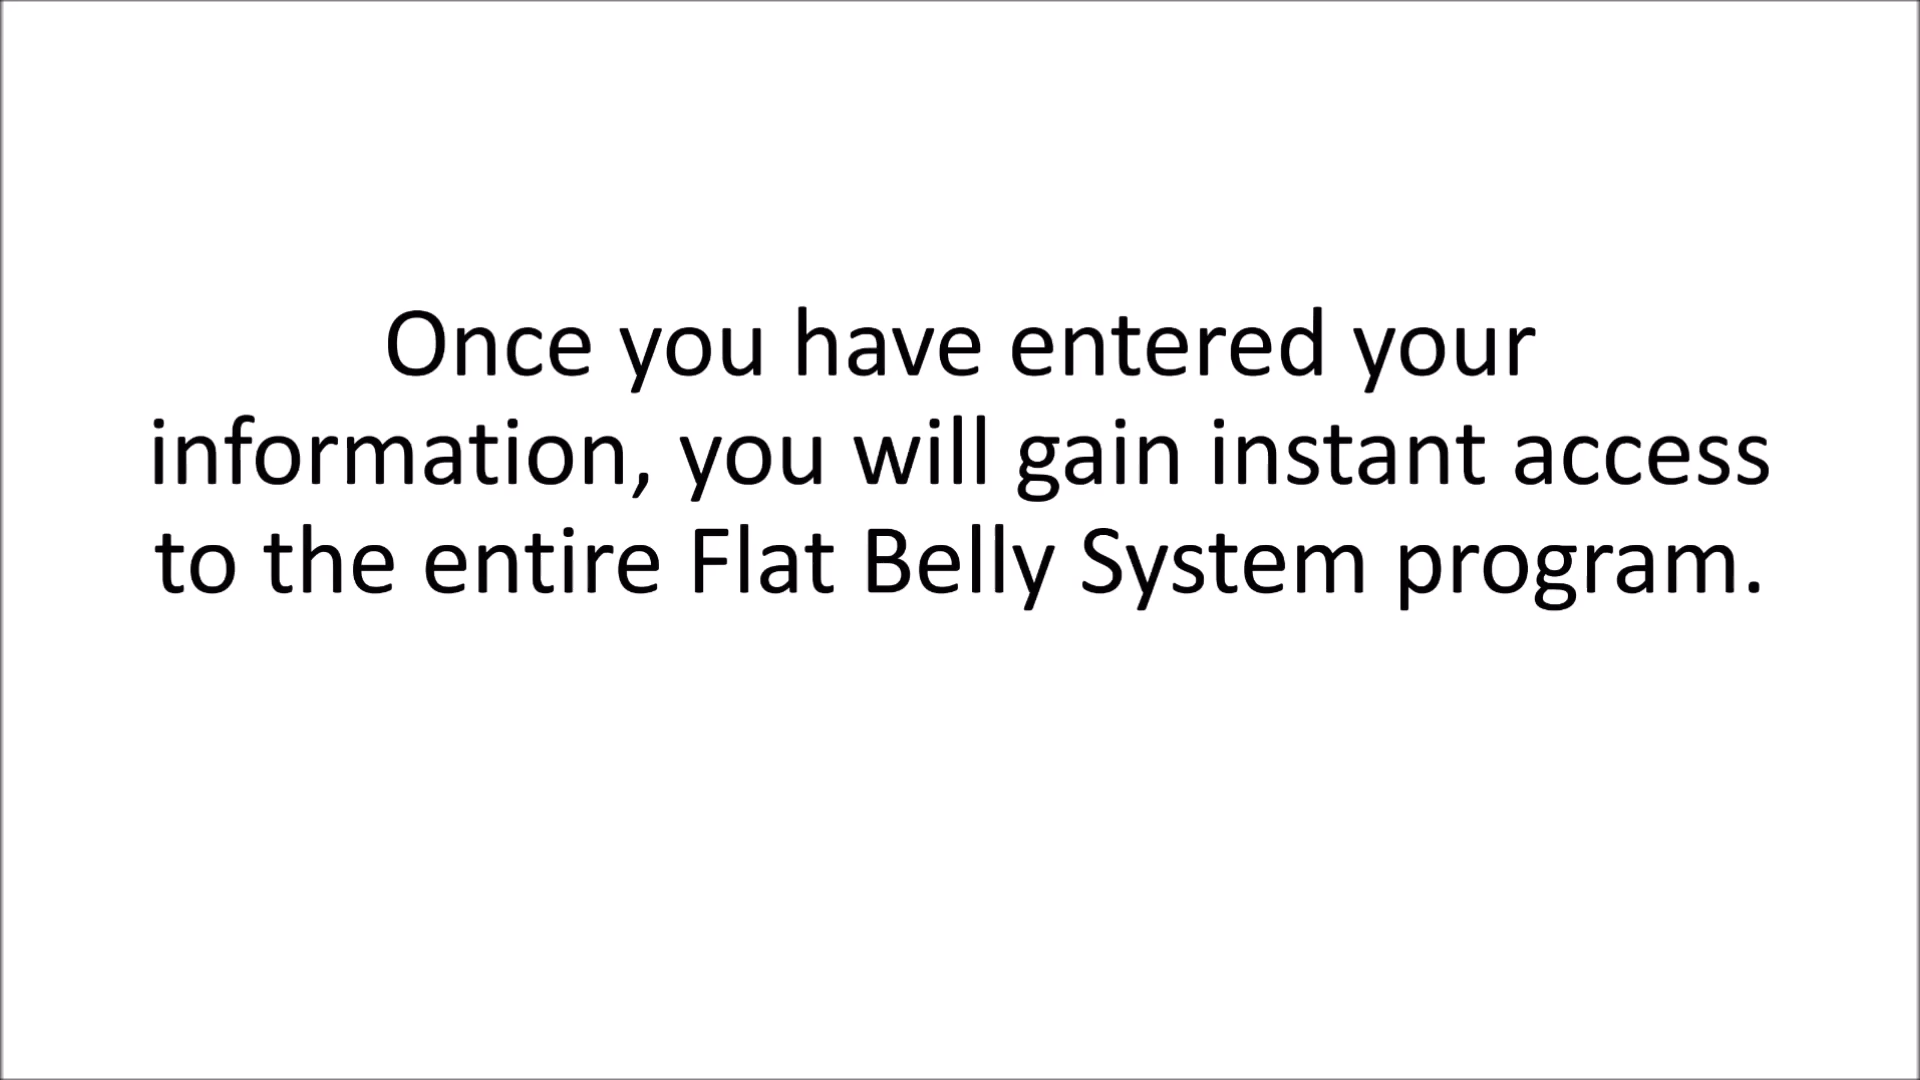 Once you have entered your
information, you will gain instant access
to the entire Flat Belly System program.